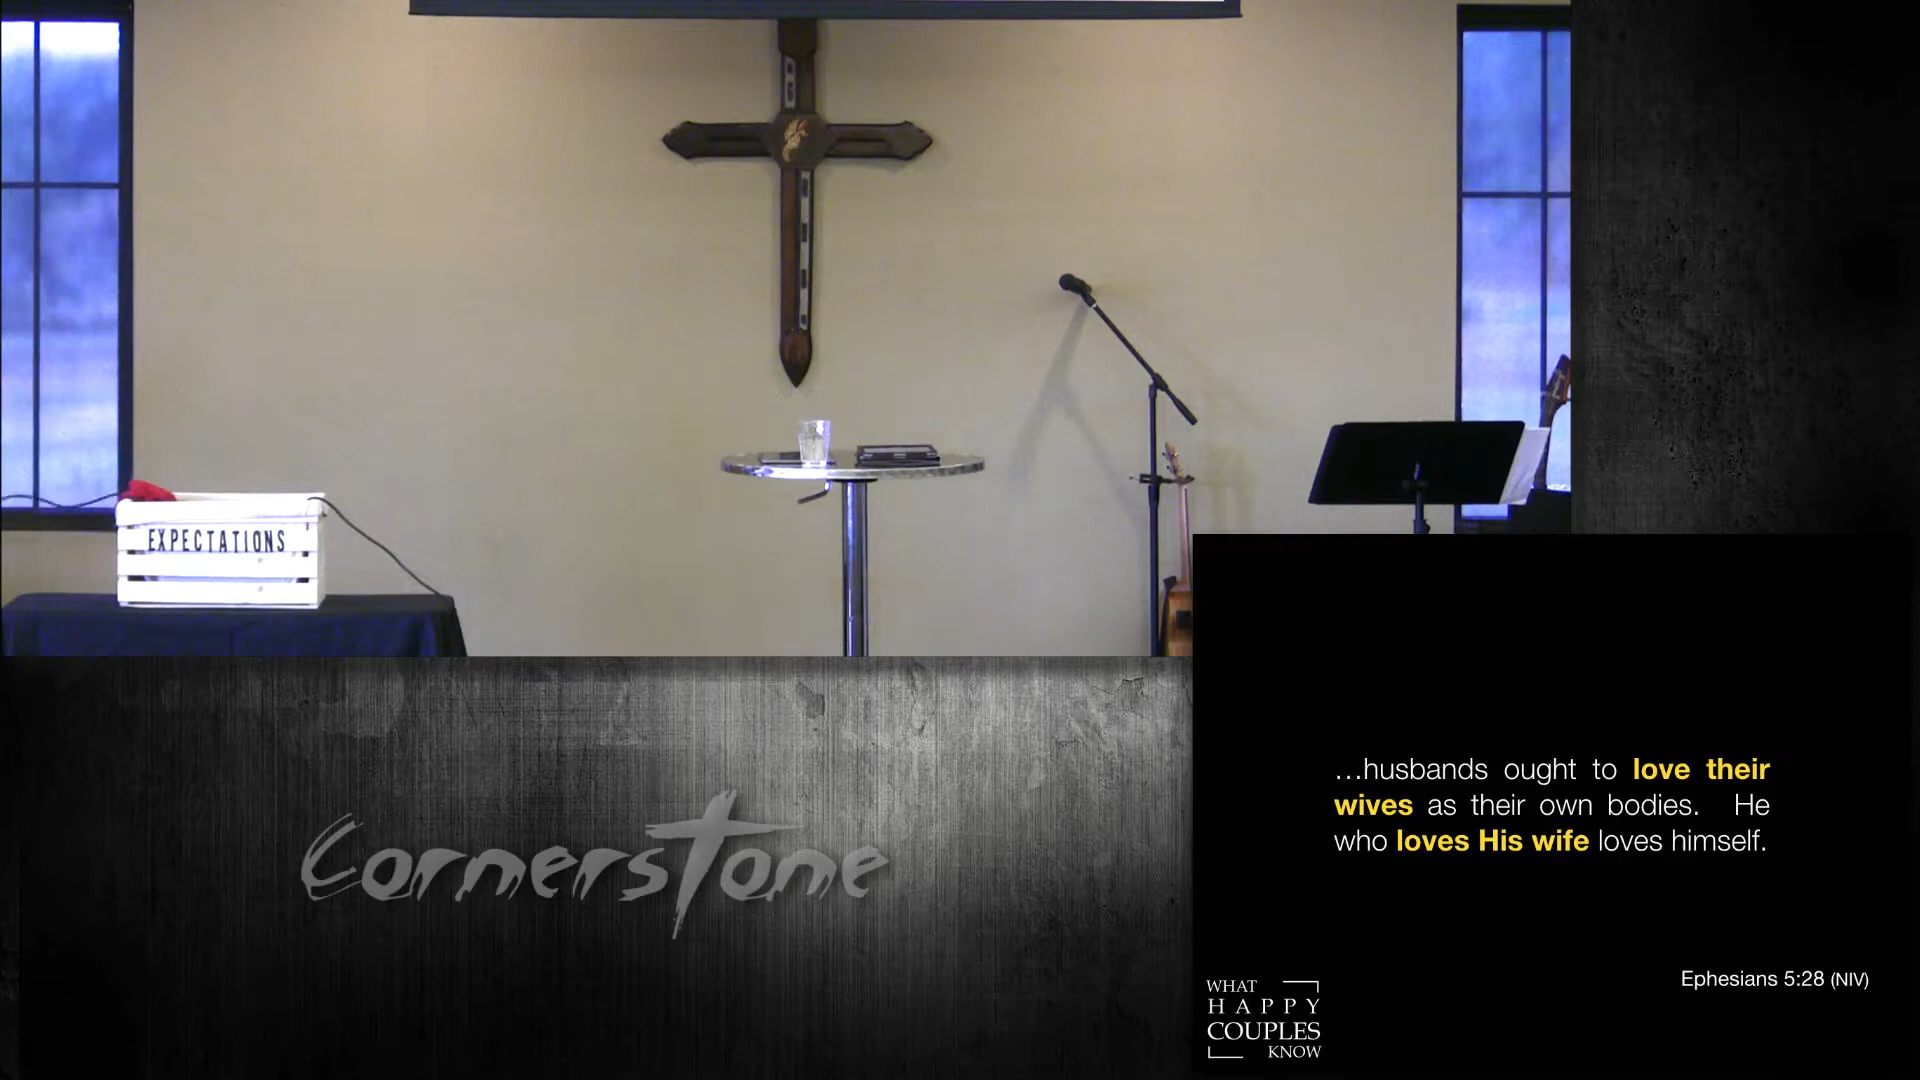 EXPECTATIONS
Cornerstone
…husbands ought to love their
wives as their own bodies. He
who loves His wife loves himself.
Ephesians 5:28 (NIV)
WHAT
HAPPY
COUPLES
KNOW